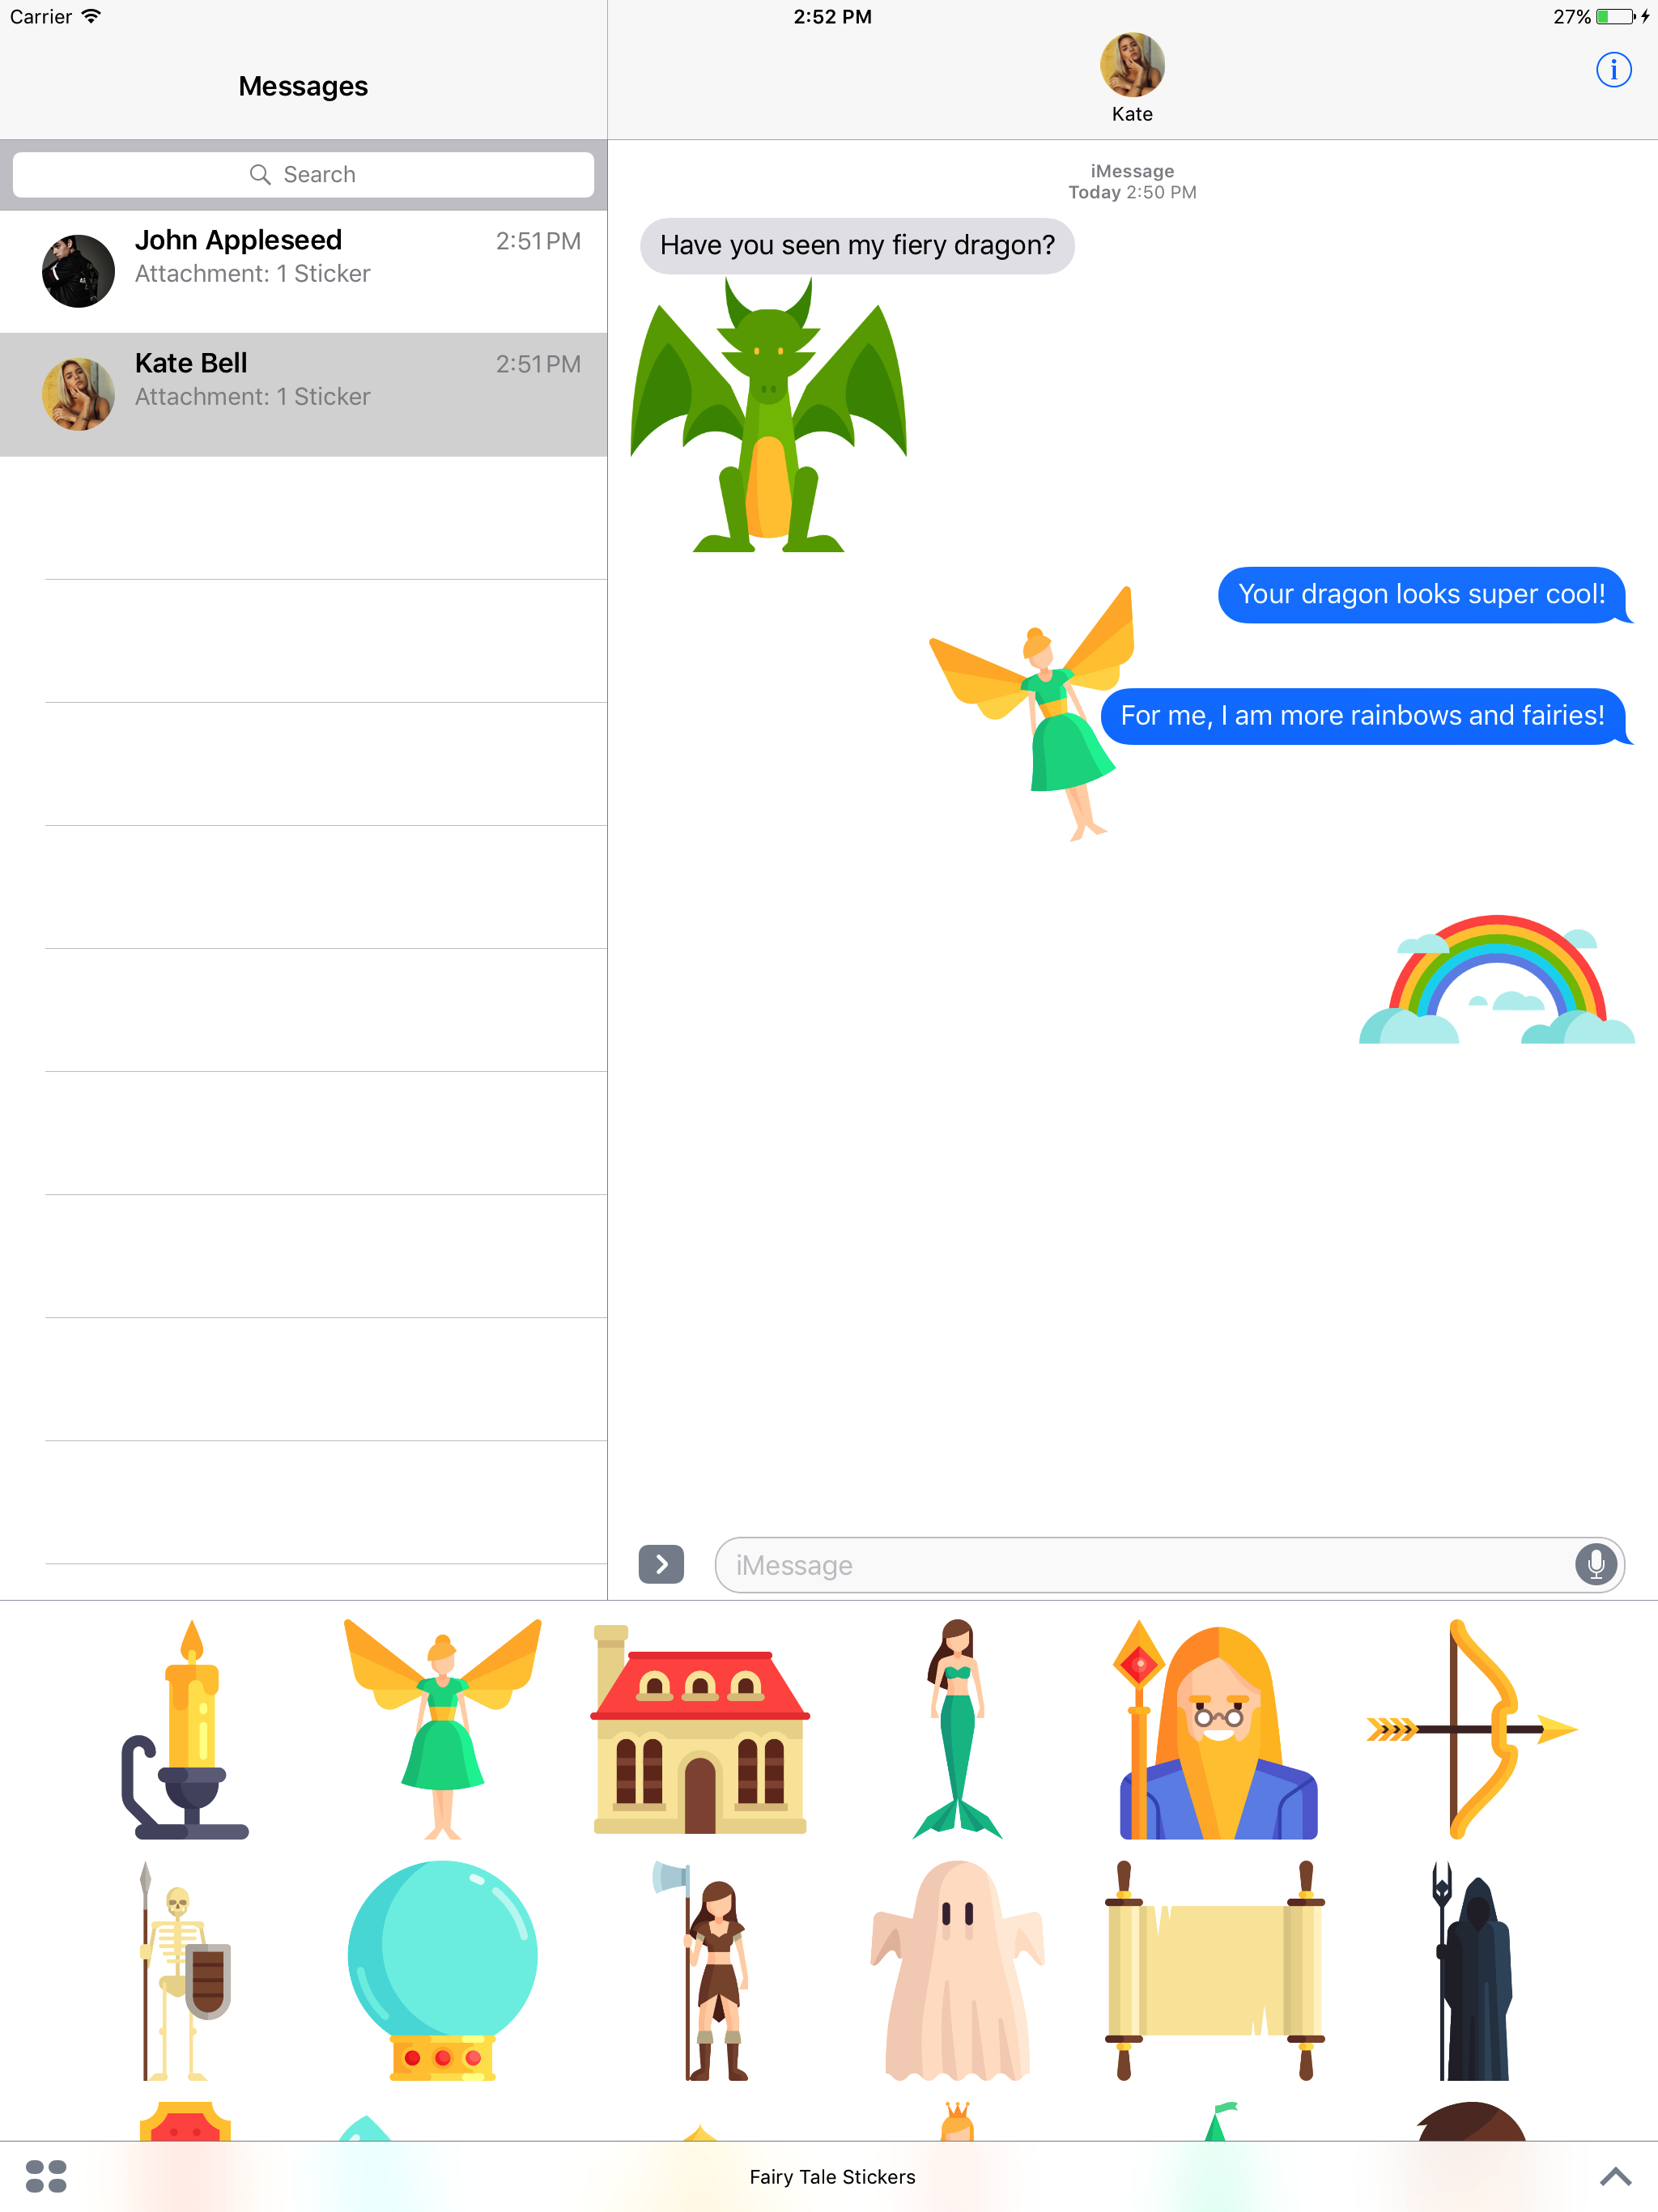 Carrier
2:52 PM
27%
Messages
Kate
Search
John Appleseed
2:51 PM
Attachment: 1 Sticker
Kate Bell
2:51 PM
Attachment: 1 Sticker
iMessage
Today 2:50 PM
Have you seen my fiery dragon?
Your dragon looks super cool!
For me, I am more rainbows and fairies!
iMessage
Fairy Tale Stickers